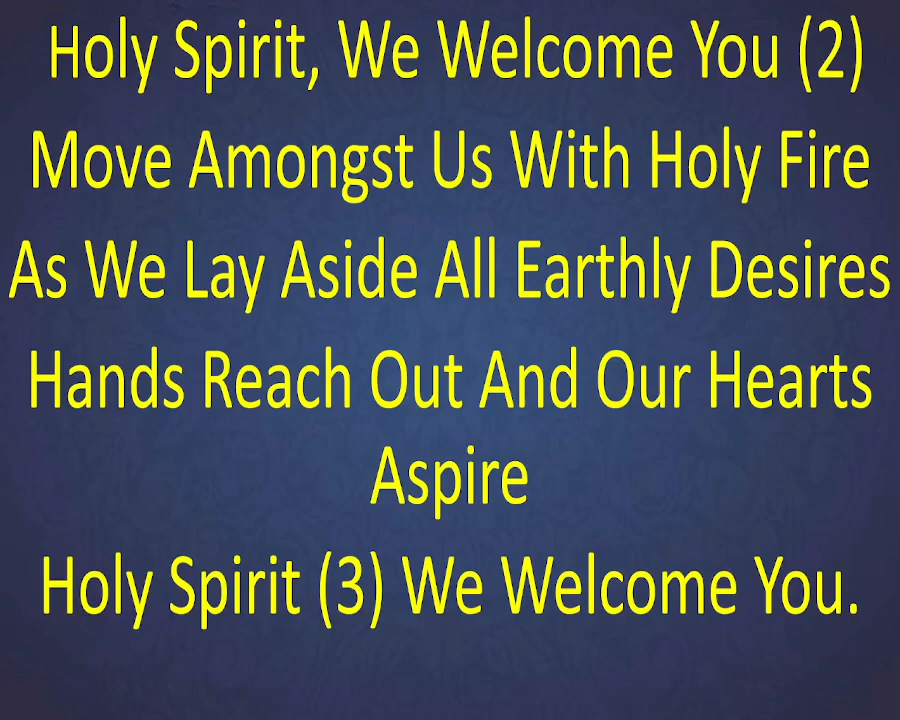 Holy Spirit, We Welcome You (2)
Move Amongst Us With Holy Fire
As We Lay Aside All Earthly Desires
Hands Reach Out And Our Hearts
Aspire
Holy Spirit (3) We Welcome You.